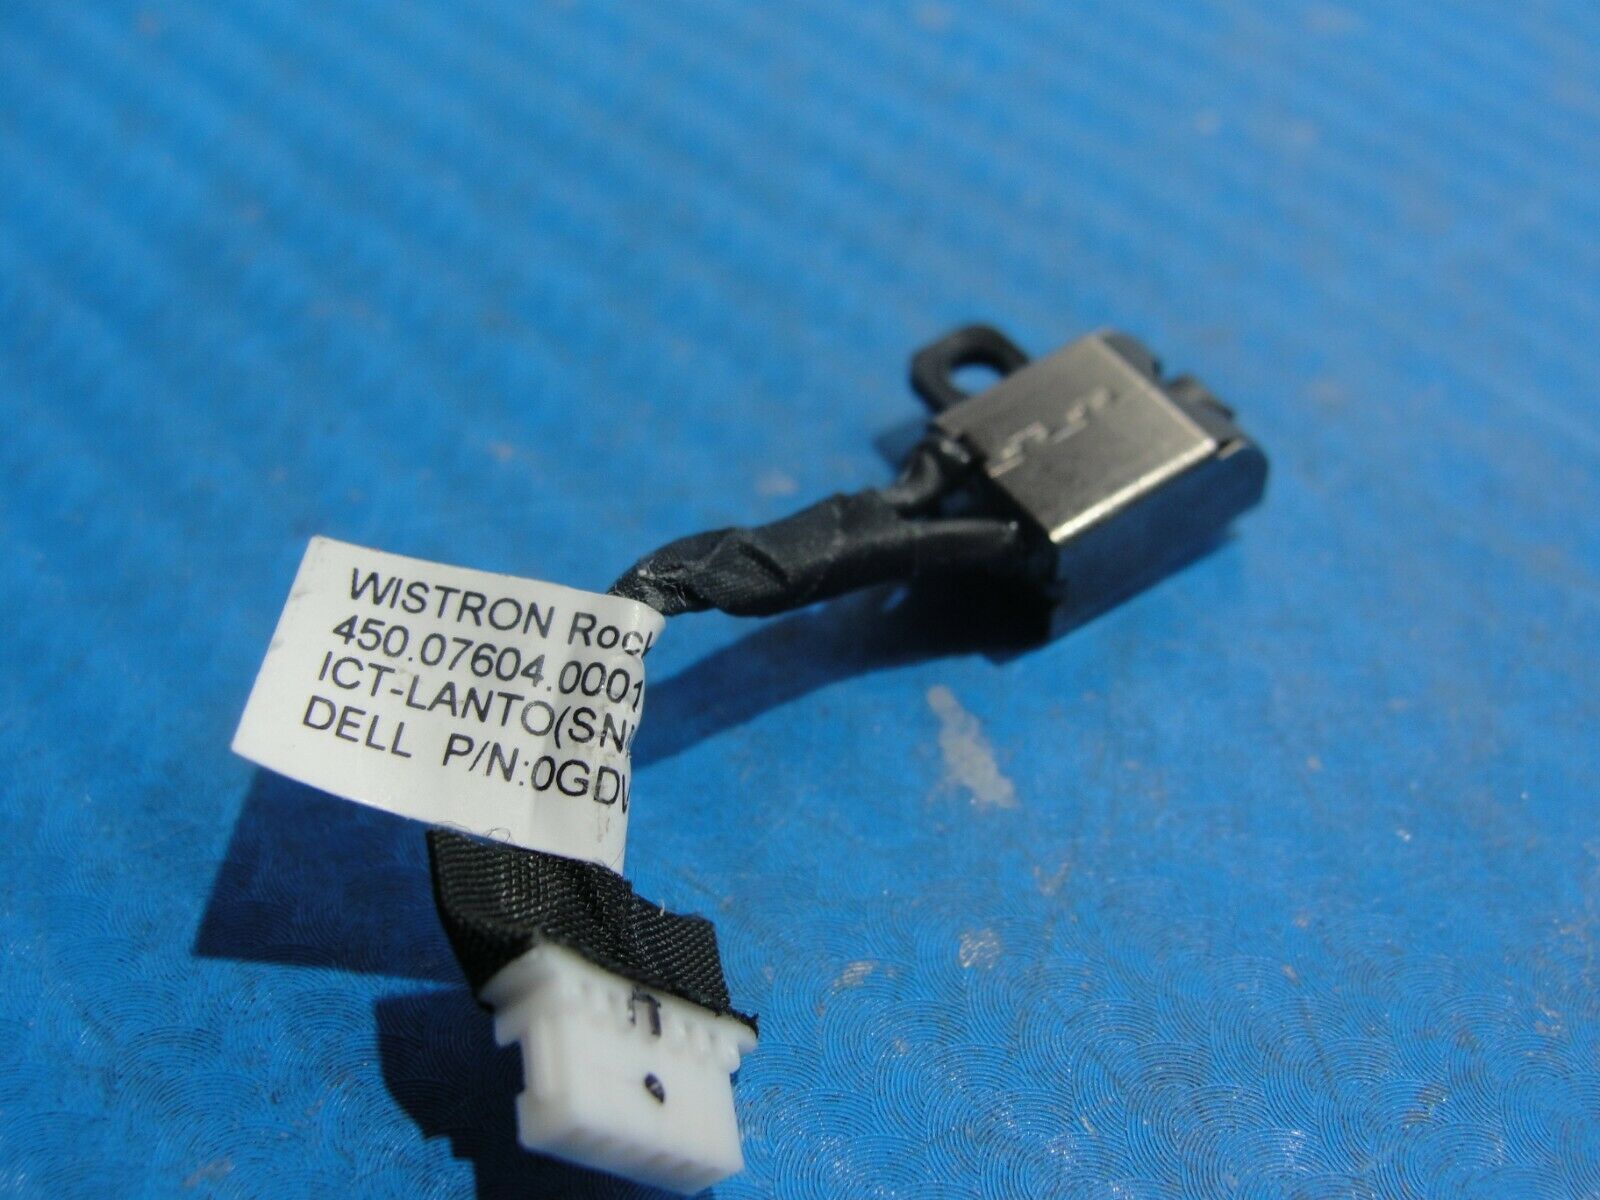 WISTRON Rock
450.07604.0001
ICT-LANTO(SN
DELL P/N:0GDV